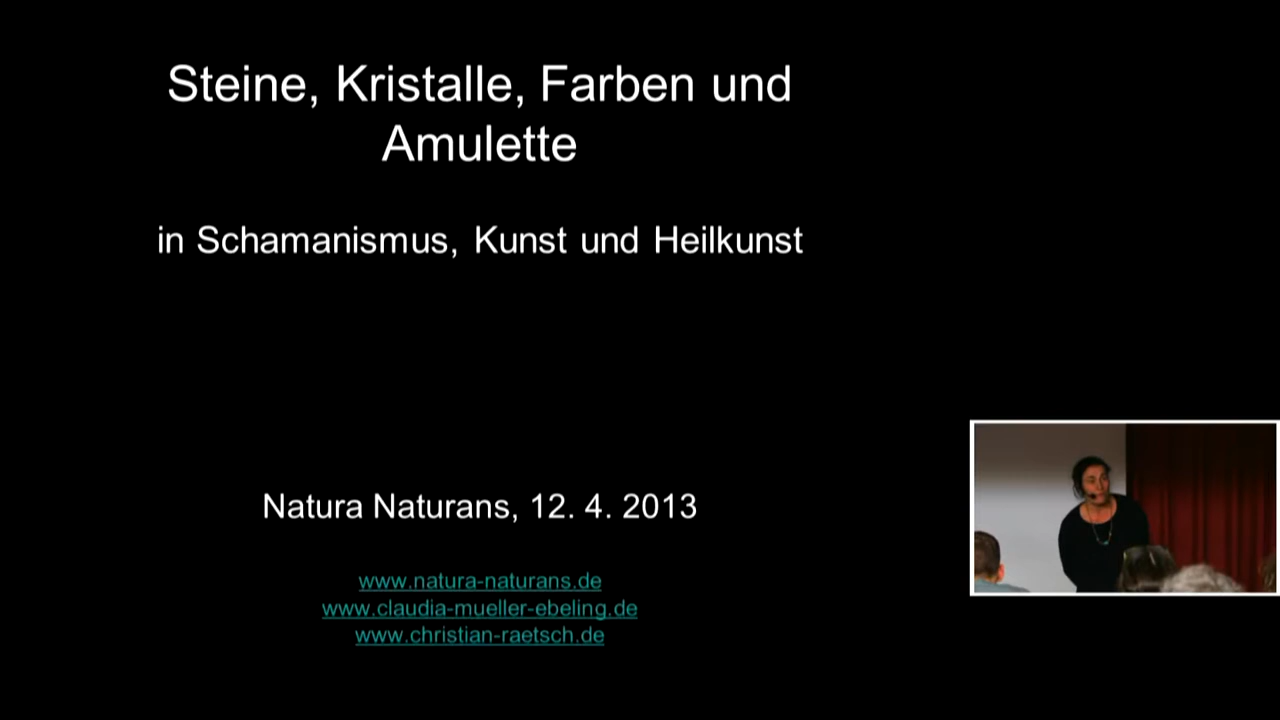 Steine, Kristalle, Farben und
Amulette
in Schamanismus, Kunst und Heilkunst
Natura Naturans, 12. 4. 2013
www.natura-naturans.de
www.claudia-mueller-ebeling.de
www.christian-raetsch.de